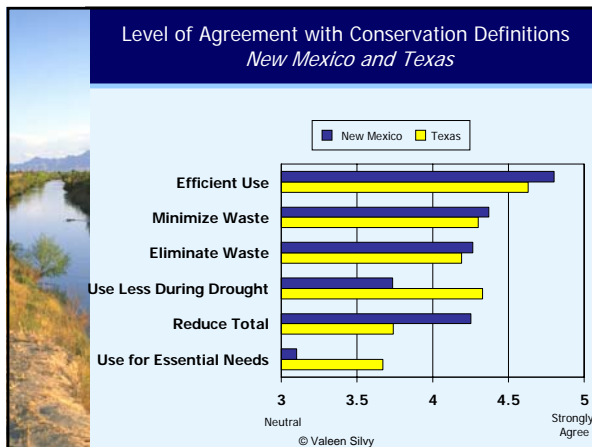 Level of Agreement with Conservation Definitions
New Mexico and Texas
New Mexico Texas
Efficient Use
Minimize Waste
Eliminate Waste
Use Less During Drought
Reduce Total
Use for Essential Needs
3 3.5 4 4.5 5
Neutral
Strongly
Agree
© Valeen Silvy